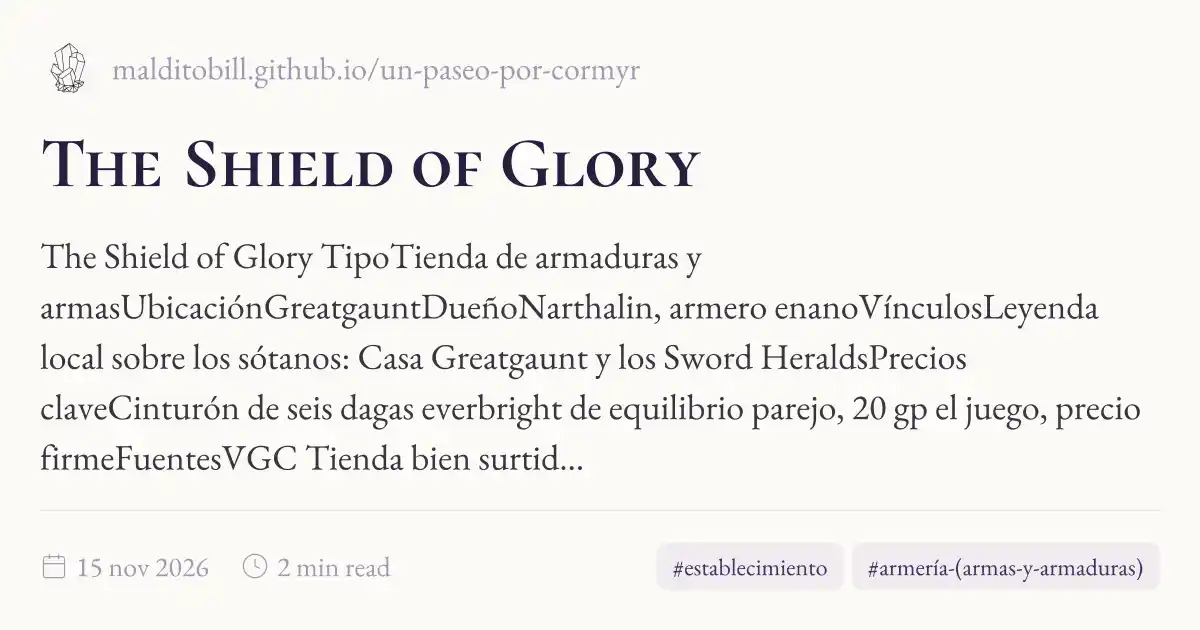 malditobill.github.io/un-paseo-por-cormyr
The Shield of Glory
The Shield of Glory TipoTienda de armaduras y
armasUbicaciónGreatgauntDueñoNarthalin, armero enanoVínculosLeyenda
local sobre los sótanos: Casa Greatgaunt y los Sword HeraldsPrecios
claveCinturón de seis dagas everbright de equilibrio parejo, 20 gp el juego, precio
firmeFuentesVGC Tienda bien surtid...
15 nov 2026
2 min read
#establecimiento
#armería-(armas-y-armaduras)